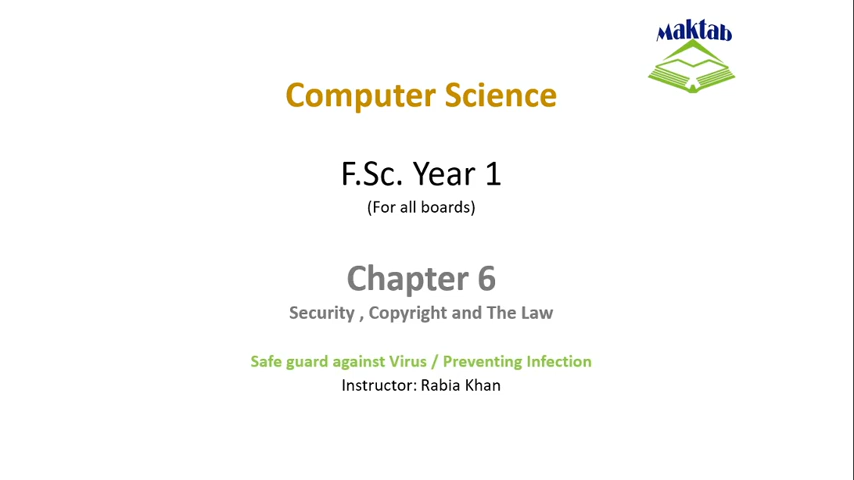 Maktab
Computer Science
F.Sc. Year 1
(For all boards)
Chapter 6
Security , Copyright and The Law
Safe guard against Virus / Preventing Infection
Instructor: Rabia Khan